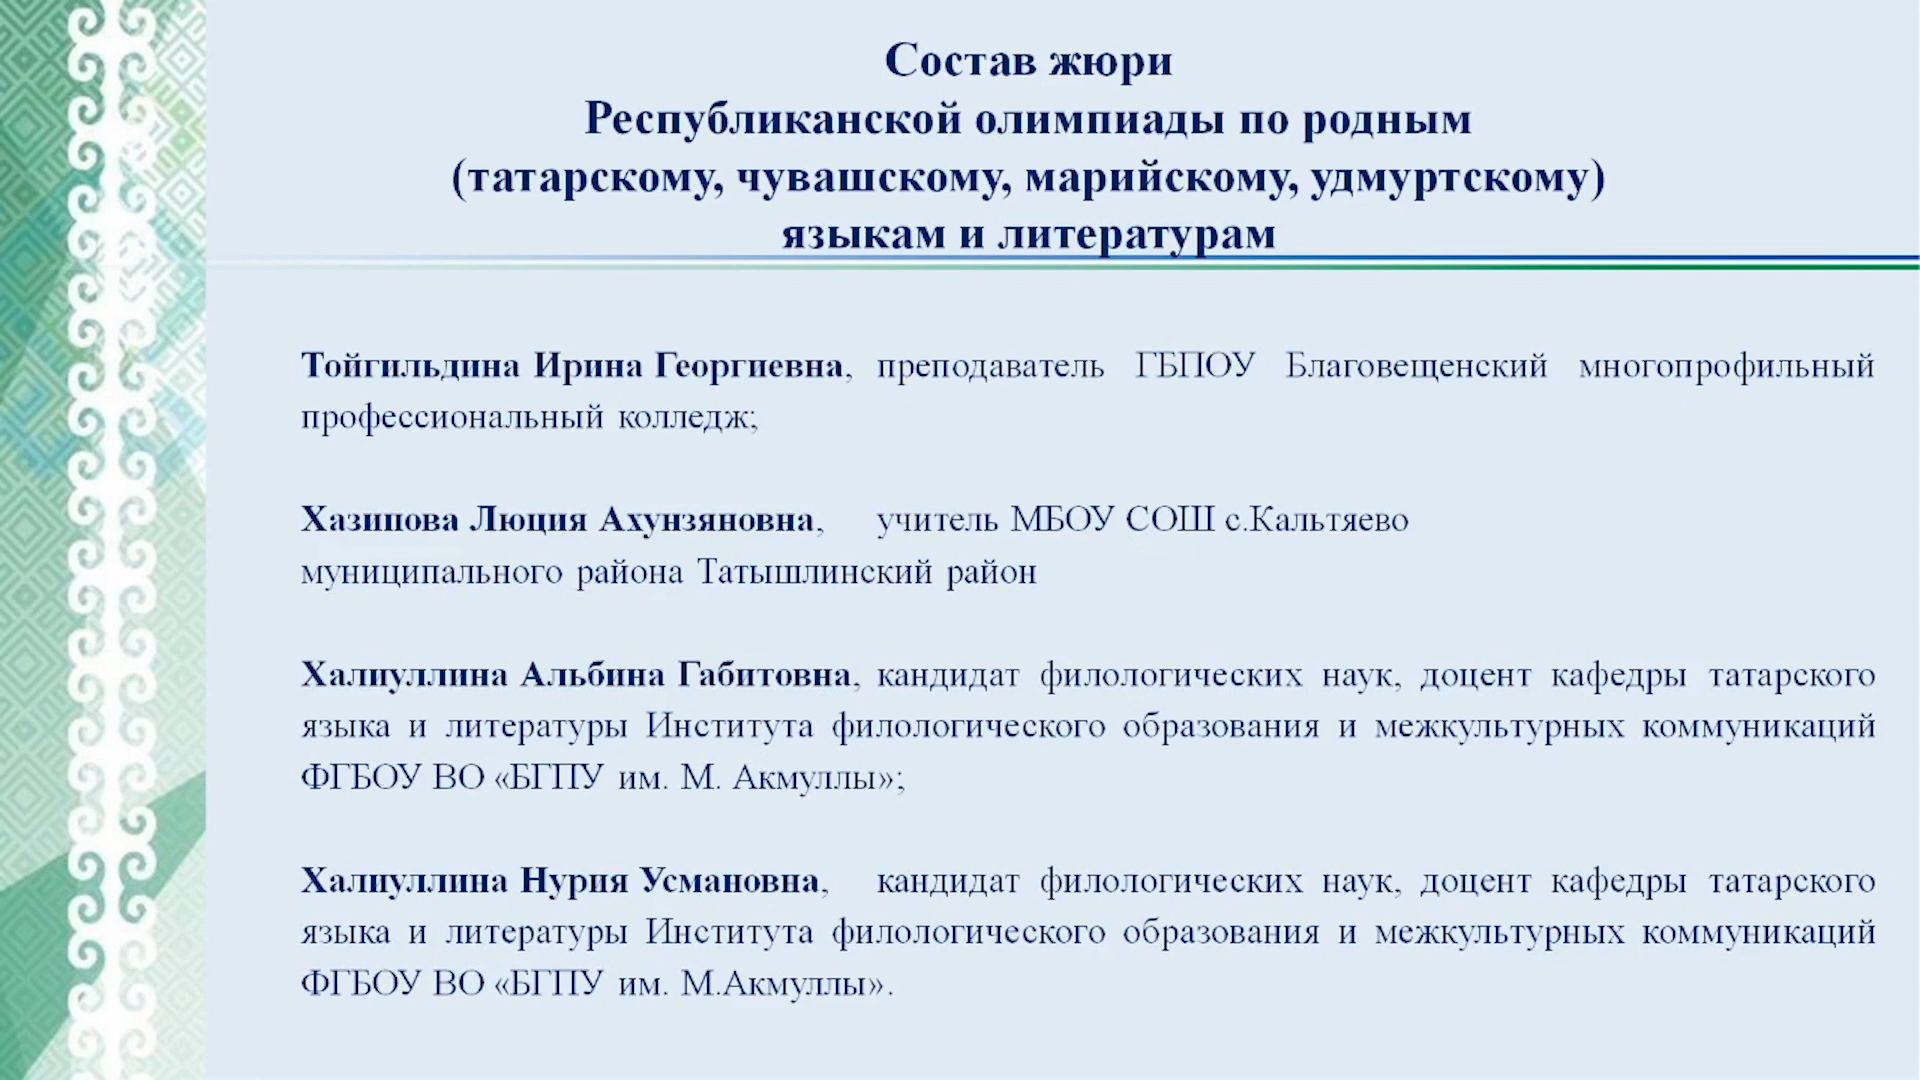 Состав жюри
Республиканской олимпиады по родным
(татарскому, чувашскому, марийскому, удмуртскому)
языкам и литературам
Тойгильдина Ирина Георгиевна, преподаватель ГБПОУ Благовещенский многопрофильный
профессиональный колледж;
Хазипова Люция Ахунзяновна, учитель МБОУ СОШ с.Кальтяево
муниципального района Татышлинский район
Халиуллина Альбина Габитовна, кандидат филологических наук, доцент кафедры татарского
языка и литературы Института филологического образования и межкультурных коммуникаций
ФГБОУ ВО «БГПУ им. М. Акмуллы»;
Халиуллина Нурия Усмановна, кандидат филологических наук, доцент кафедры татарского
языка и литературы Института филологического образования и межкультурных коммуникаций
ФГБОУ ВО «БГПУ им. М.Акмуллы».